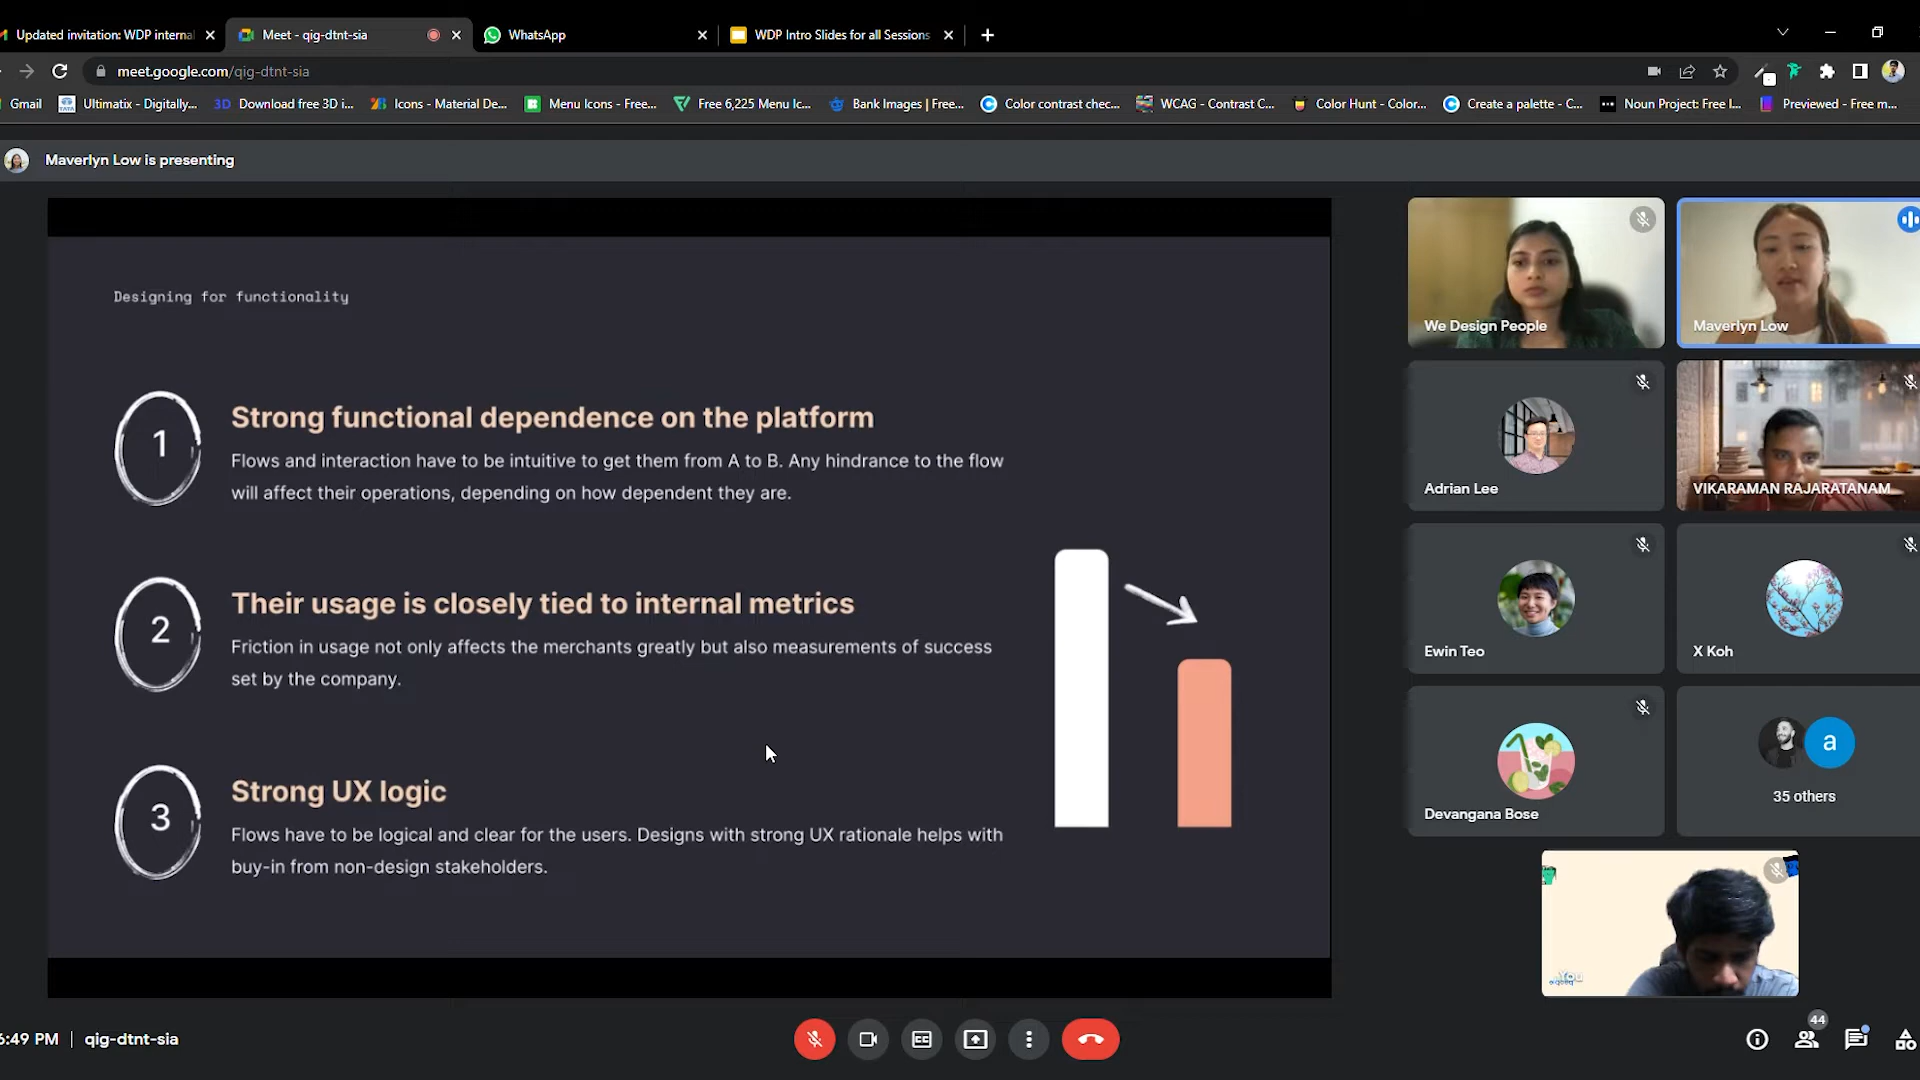 Updated invitation: WDP interna
Meet - qig-dtnt-sia
WhatsApp
WDP Intro Slides for all Sessions
meet.google.com/qig-dtnt-sia
Gmail
Ultimatix - Digitally...
Download free 3D i...
Icons - Material De...
Menu Icons - Free...
Free 6,225 Menu Ic...
Bank Images | Free...
Color contrast chec...
WCAG - Contrast C...
Color Hunt - Color...
Create a palette - C...
Noun Project: Free I...
Previewed - Free m...
Maverlyn Low is presenting
Designing for functionality
1
Strong functional dependence on the platform
Flows and interaction have to be intuitive to get them from A to B. Any hindrance to the flow
will affect their operations, depending on how dependent they are.
2
Their usage is closely tied to internal metrics
Friction in usage not only affects the merchants greatly but also measurements of success
set by the company.
3
Strong UX logic
Flows have to be logical and clear for the users. Designs with strong UX rationale helps with
buy-in from non-design stakeholders.
We Design People
Maverlyn Low
Adrian Lee
VIKARAMAN RAJARATANAM
Ewin Teo
X Koh
Devangana Bose
a
35 others
You
6:49 PM
qig-dtnt-sia
44